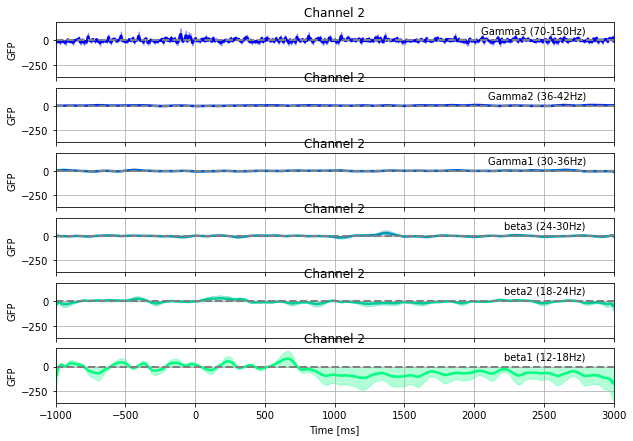 Channel 2
Gamma3 (70-150Hz)
GFP
0
−250
Channel 2
Gamma2 (36-42Hz)
GFP
0
−250
Channel 2
Gamma1 (30-36Hz)
GFP
0
−250
Channel 2
beta3 (24-30Hz)
GFP
0
−250
Channel 2
beta2 (18-24Hz)
GFP
0
−250
Channel 2
beta1 (12-18Hz)
GFP
0
−250
−1000 −500 0 500 1000 1500 2000 2500 3000
Time [ms]